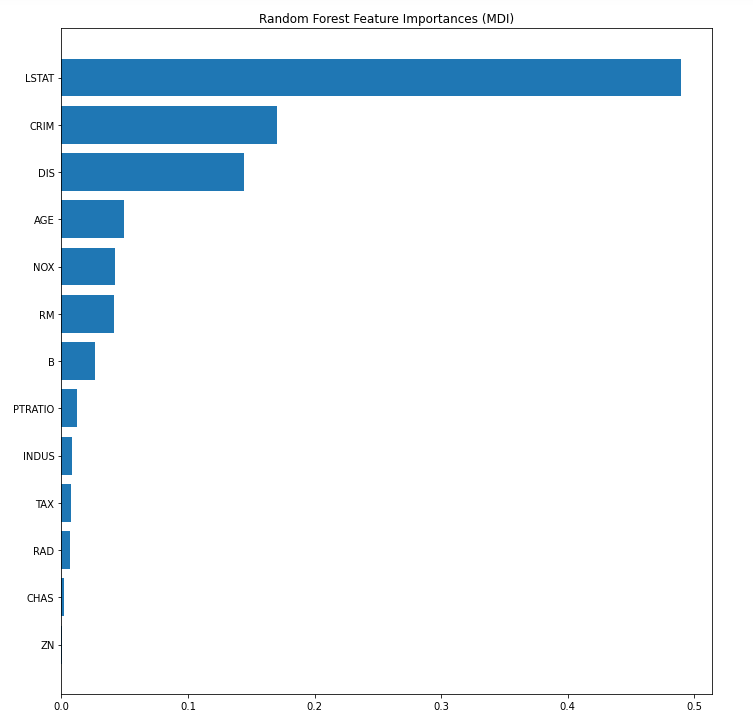 Random Forest Feature Importances (MDI)
LSTAT
CRIM
DIS
AGE
NOX
RM
B
PTRATIO
INDUS
TAX
RAD
CHAS
ZN
0.0 0.1 0.2 0.3 0.4 0.5